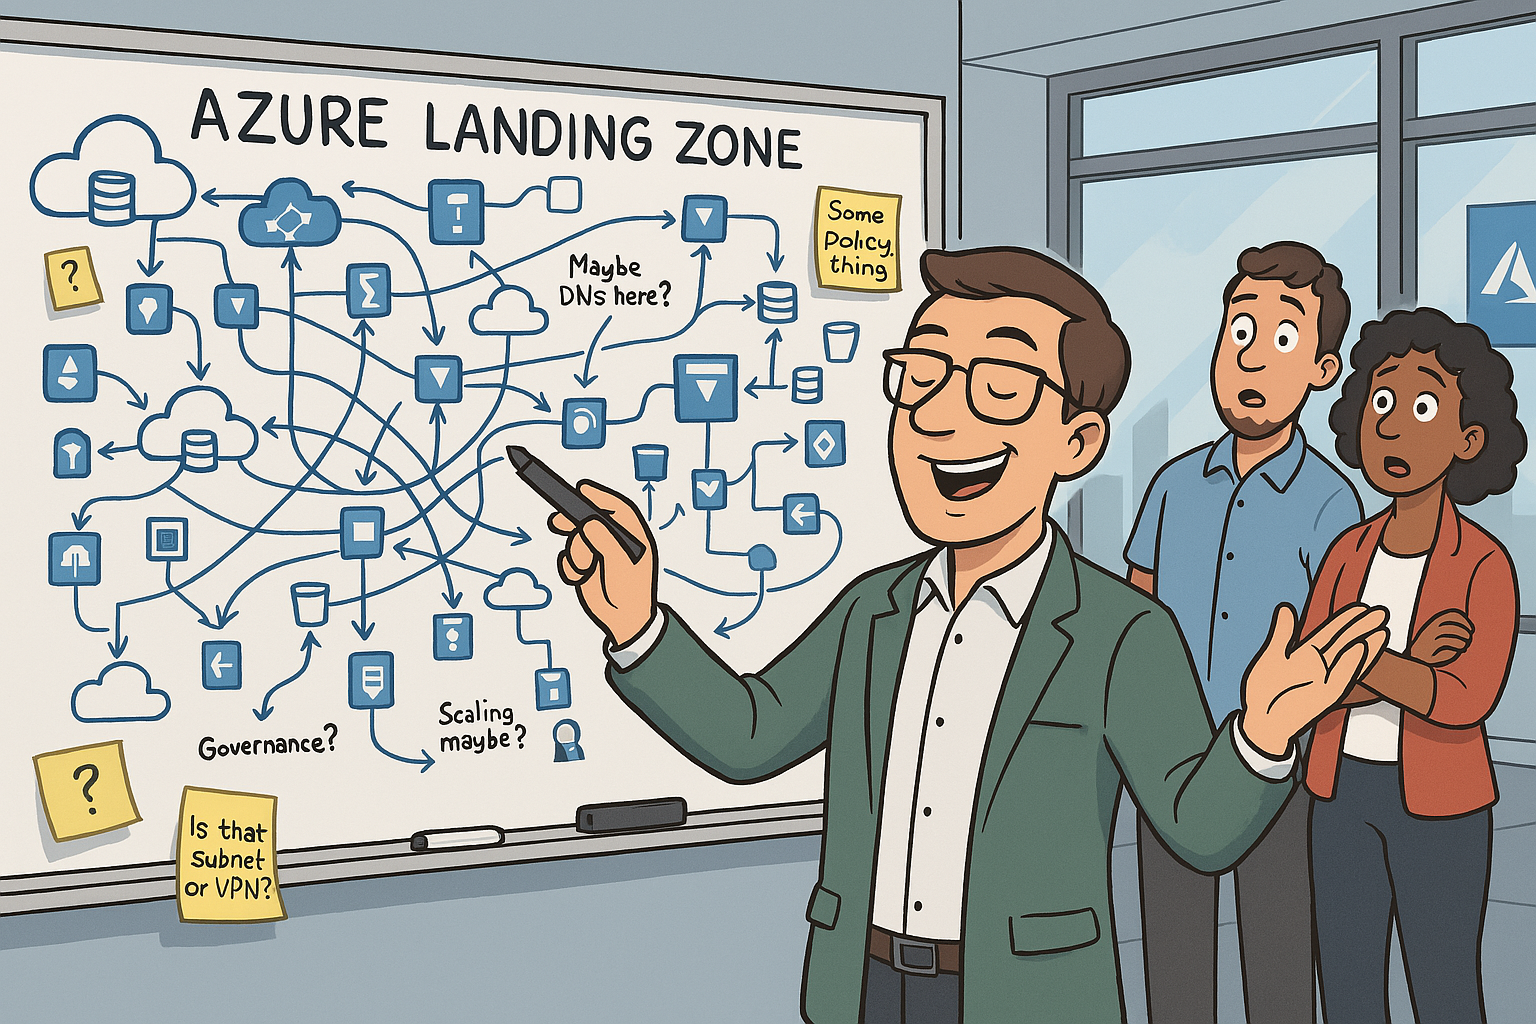 AZURE LANDING ZONE
?
Maybe
DNs here?
Some
policy.
thing
Governance?
Scaling
maybe?
?
Is that
subnet
or VPN?